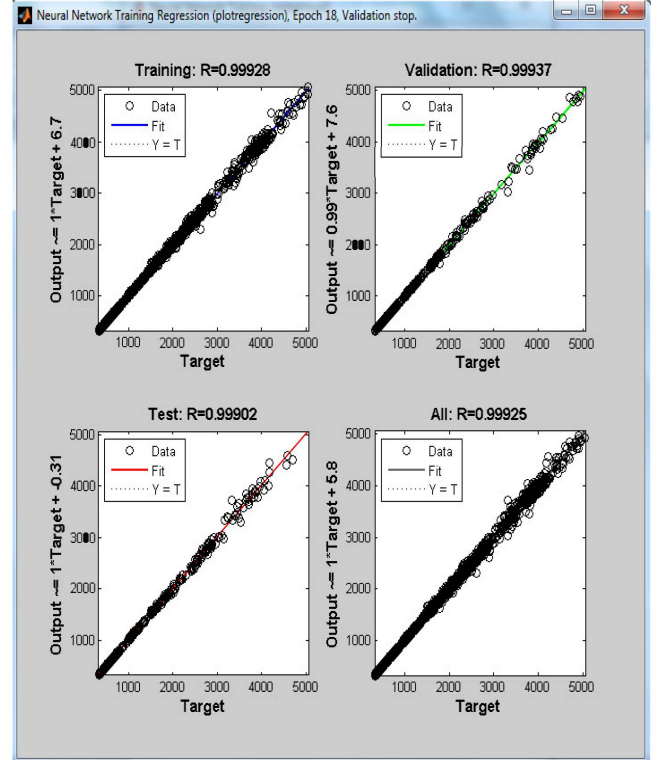 Neural Network Training Regression (plotregression), Epoch 18, Validation stop.
Training: R=0.99928
Output ~= 1*Target + 6.7
5000
4000
3000
2000
1000
Data
Fit
Y = T
1000 2000 3000 4000 5000
Target
Validation: R=0.99937
Output ~= 0.99*Target + 7.6
5000
4000
3000
2000
1000
Data
Fit
Y = T
1000 2000 3000 4000 5000
Target
Test: R=0.99902
Output ~= 1*Target + -0.31
5000
4000
3000
2000
1000
Data
Fit
Y = T
1000 2000 3000 4000 5000
Target
All: R=0.99925
Output ~= 1*Target + 5.8
5000
4000
3000
2000
1000
Data
Fit
Y = T
1000 2000 3000 4000 5000
Target